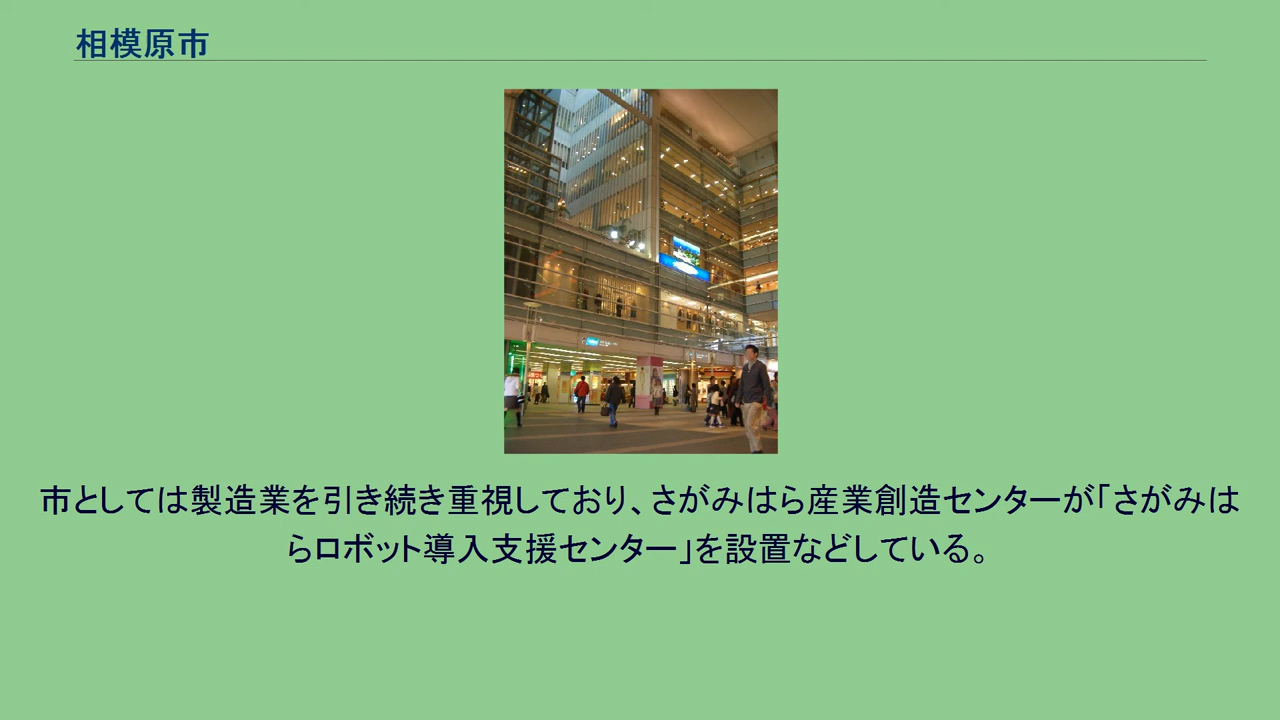 相模原市
市としては製造業を引き続き重視しており、さがみはら産業創造センターが「さがみは
らロボット導入支援センター」を設置などしている。